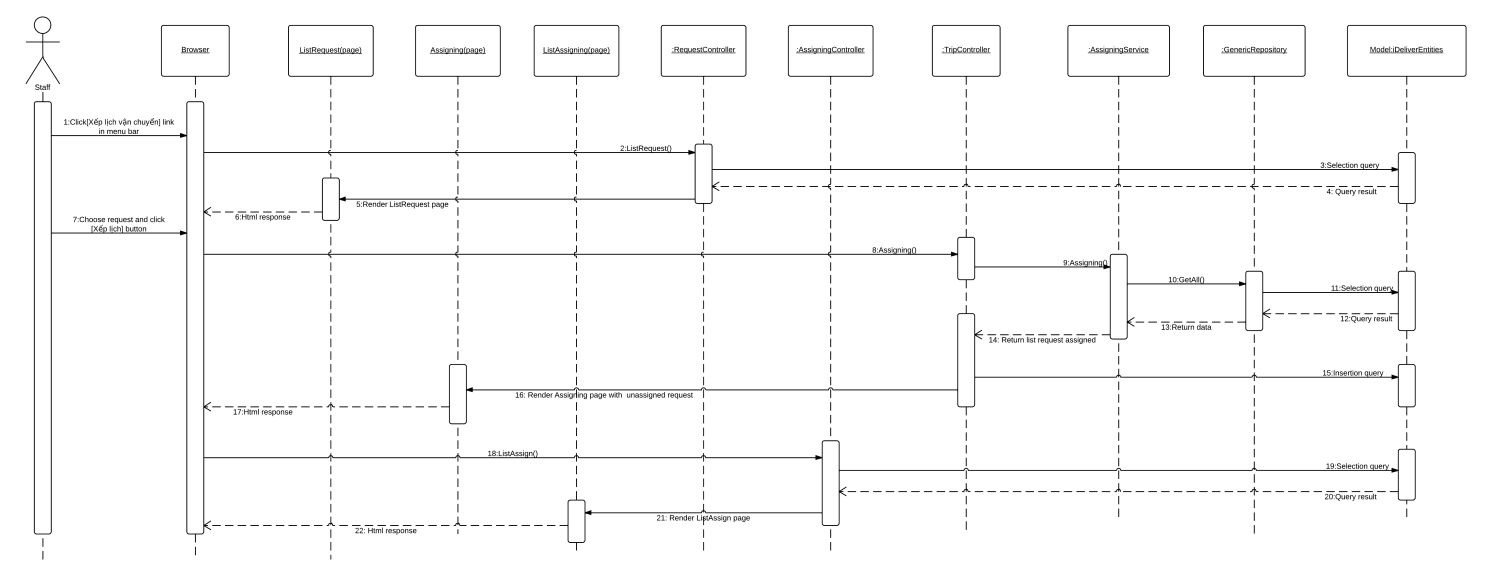 Staff
Browser
ListRequest(page)
Assigning(page)
ListAssigning(page)
:RequestController
:AssigningController
:TripController
:AssigningService
:GenericRepository
Model:iDeliverEntities
1:Click[Xếp lịch vận chuyển] link
in menu bar
2:ListRequest()
3:Selection query
4: Query result
5:Render ListRequest page
6:Html response
7:Choose request and click
[Xếp lịch] button
8:Assigning()
9:Assigning()
10:GetAll()
11:Selection query
12:Query result
13:Return data
14: Return list request assigned
15:Insertion query
16: Render Assigning page with  unassigned request
17:Html response
18:ListAssign()
19:Selection query
20:Query result
21: Render ListAssign page
22: Html response